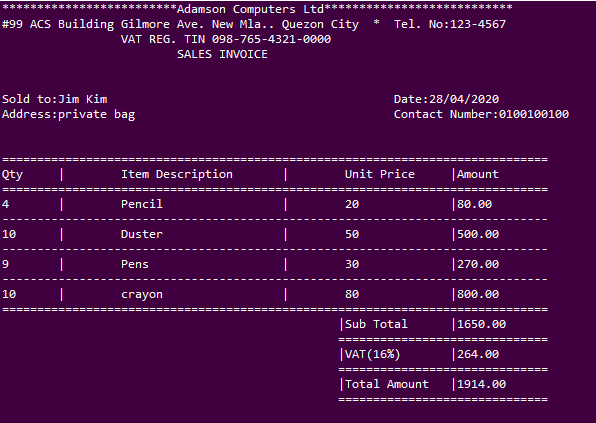 *************************Adamson Computers Ltd***************************
#99 ACS Building Gilmore Ave. New Mla.. Quezon City * Tel. No:123-4567
VAT REG. TIN 098-765-4321-0000
SALES INVOICE
Sold to:Jim Kim Date:28/04/2020
Address:private bag Contact Number:0100100100
==============================================================================
Qty | Item Description | Unit Price |Amount
==============================================================================
4 | Pencil | 20 |80.00
------------------------------------------------------------------------------
10 | Duster | 50 |500.00
------------------------------------------------------------------------------
9 | Pens | 30 |270.00
------------------------------------------------------------------------------
10 | crayon | 80 |800.00
==============================================================================
|Sub Total |1650.00
==============================
|VAT(16%) |264.00
==============================
|Total Amount |1914.00
==============================